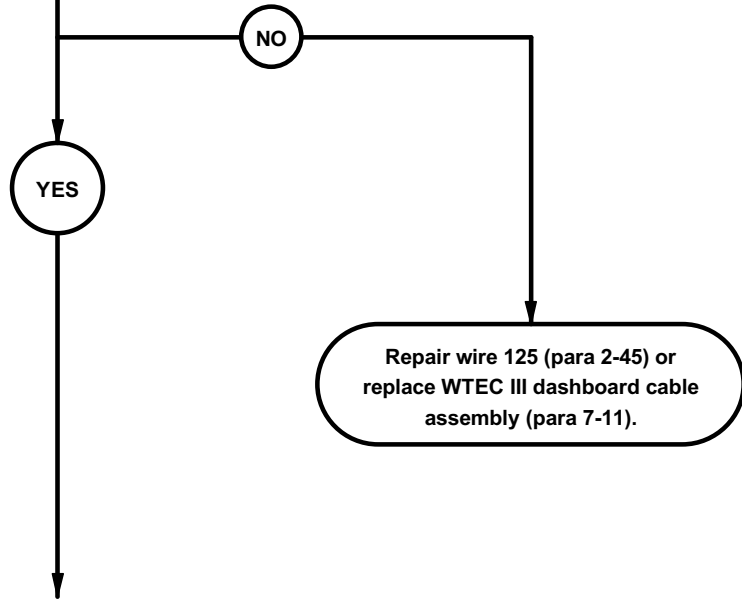 NO
YES
Repair wire 125 (para 2-45) or
replace WTEC III dashboard cable
assembly (para 7-11).